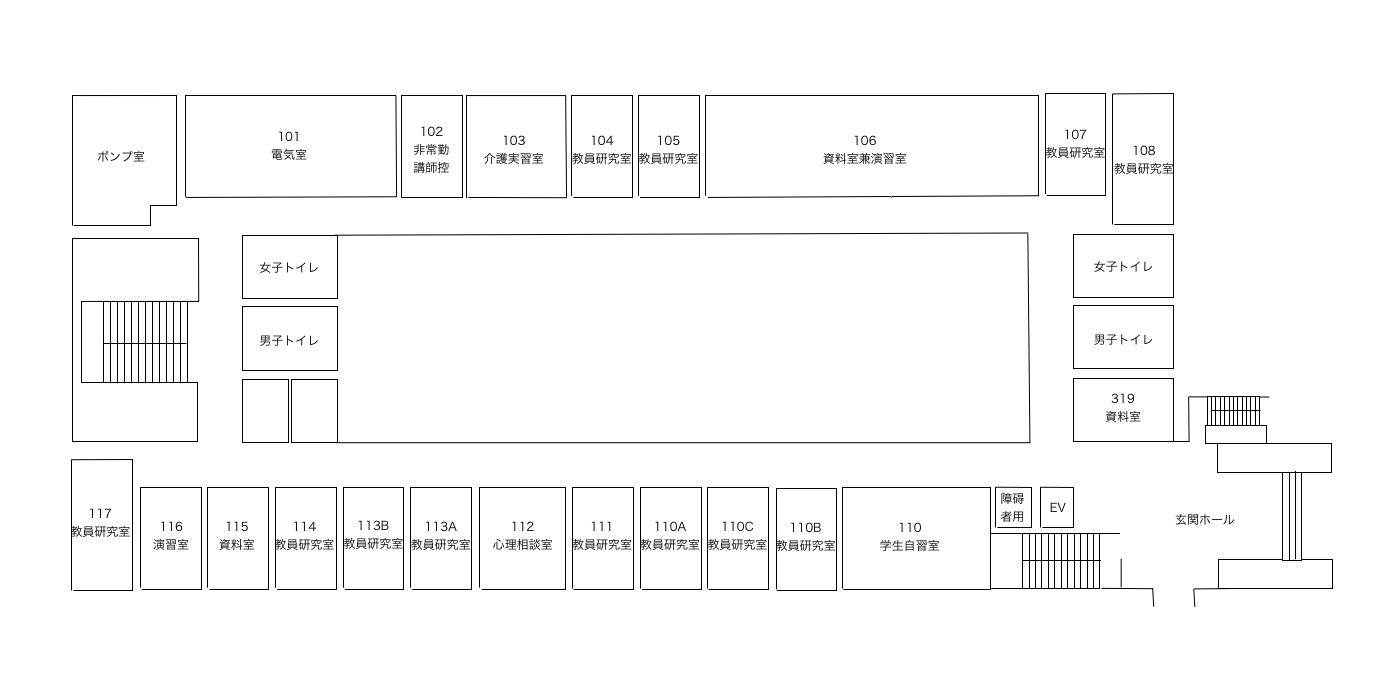 ポンプ室
101
電気室
102
非常勤
講師控
103
介護実習室
104
教員研究室
105
教員研究室
106
資料室兼演習室
107
教員研究室
108
教員研究室
女子トイレ
男子トイレ
女子トイレ
男子トイレ
319
資料室
117
教員研究室
116
演習室
115
資料室
114
教員研究室
113B
教員研究室
113A
教員研究室
112
心理相談室
111
教員研究室
110A
教員研究室
110C
教員研究室
110B
教員研究室
110
学生自習室
障碍
者用
EV
玄関ホール